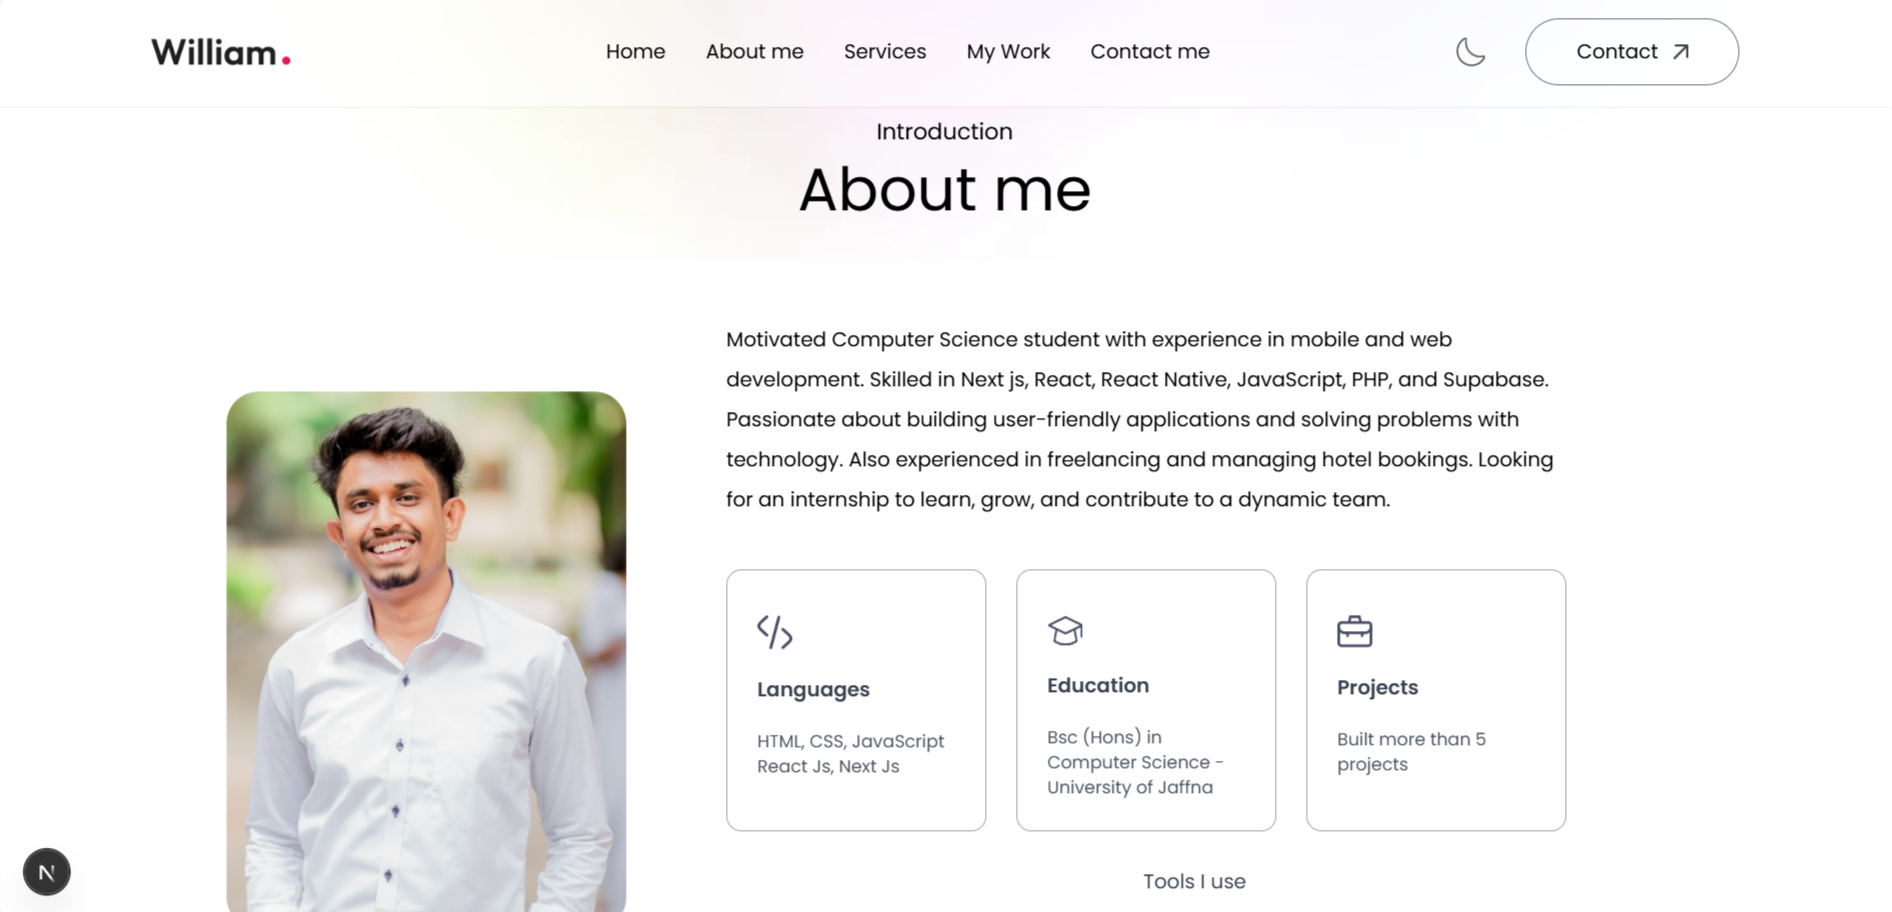 William.
Home
About me
Services
My Work
Contact me
Contact
Introduction
About me
Motivated Computer Science student with experience in mobile and web
development. Skilled in Next js, React, React Native, JavaScript, PHP, and Supabase.
Passionate about building user-friendly applications and solving problems with
technology. Also experienced in freelancing and managing hotel bookings. Looking
for an internship to learn, grow, and contribute to a dynamic team.
Languages
HTML, CSS, JavaScript
React Js, Next Js
Education
Bsc (Hons) in
Computer Science -
University of Jaffna
Projects
Built more than 5
projects
Tools I use
N